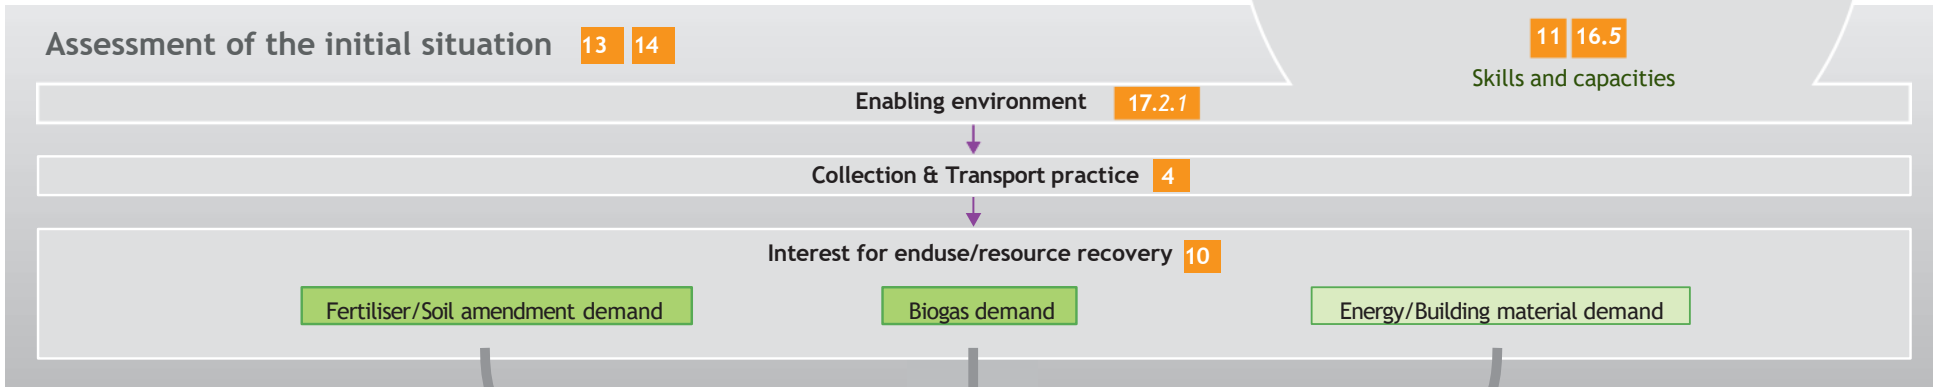 Assessment of the initial situation 13 14
11 16.5
Skills and capacities
Enabling environment 17.2.1
Collection & Transport practice 4
Interest for enduse/resource recovery 10
Fertiliser/Soil amendment demand
Biogas demand
Energy/Building material demand